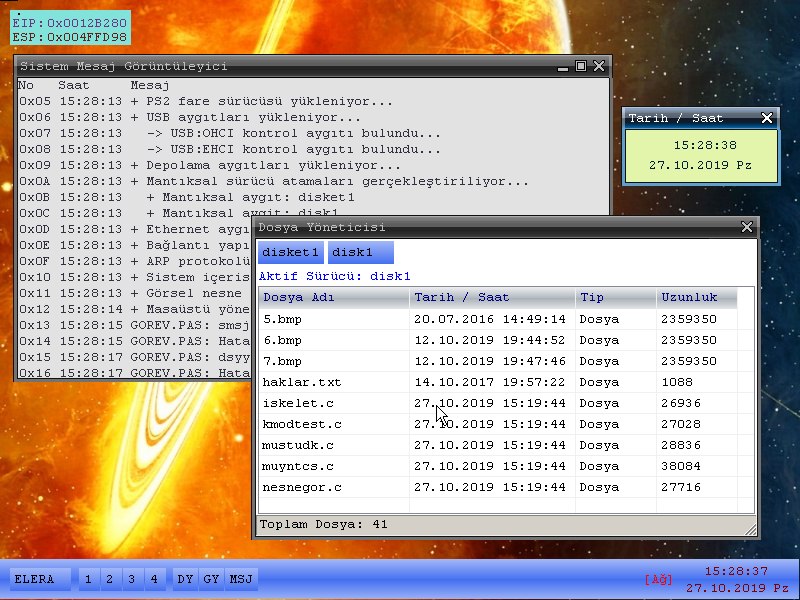 EIP:0x0012B280
ESP:0x004FFD98
Sistem Mesaj Görüntüleyici
No Saat Mesaj
0x05 15:28:13 + PS2 fare sürücüsü yükleniyor...
0x06 15:28:13 + USB aygıtları yükleniyor...
0x07 15:28:13 -> USB:OHCI kontrol aygıtı bulundu...
0x08 15:28:13 -> USB:EHCI kontrol aygıtı bulundu...
0x09 15:28:13 + Depolama aygıtları yükleniyor...
0x0A 15:28:13 + Mantıksal sürücü atamaları gerçekleştiriliyor...
0x0B 15:28:13 + Mantıksal aygıt: disket1
0x0C 15:28:13 + Mantıksal aygıt: disk1
0x0D 15:28:13 + Ethernet aygı
0x0E 15:28:13 + Bağlantı yapı
0x0F 15:28:13 + ARP protokolü
0x10 15:28:13 + Sistem içeris
0x11 15:28:13 + Görsel nesne
0x12 15:28:14 + Masaüstü yöne
0x13 15:28:15 GOREV.PAS: smsj
0x14 15:28:15 GOREV.PAS: Hata
0x15 15:28:17 GOREV.PAS: dsyy
0x16 15:28:17 GOREV.PAS: Hata
Tarih / Saat
15:28:38
27.10.2019 Pz
Dosya Yöneticisi
disket1 disk1
Aktif Sürücü: disk1
Dosya Adı Tarih / Saat Tip Uzunluk
5.bmp 20.07.2016 14:49:14 Dosya 2359350
6.bmp 12.10.2019 19:44:52 Dosya 2359350
7.bmp 12.10.2019 19:47:46 Dosya 2359350
haklar.txt 14.10.2017 19:57:22 Dosya 1088
iskelet.c 27.10.2019 15:19:44 Dosya 26936
kmodtest.c 27.10.2019 15:19:44 Dosya 27028
mustudk.c 27.10.2019 15:19:44 Dosya 28836
muyntcs.c 27.10.2019 15:19:44 Dosya 38084
nesnegor.c 27.10.2019 15:19:44 Dosya 27716
Toplam Dosya: 41
ELERA 1 2 3 4 DY GY MSJ [Ağ] 15:28:37
27.10.2019 Pz